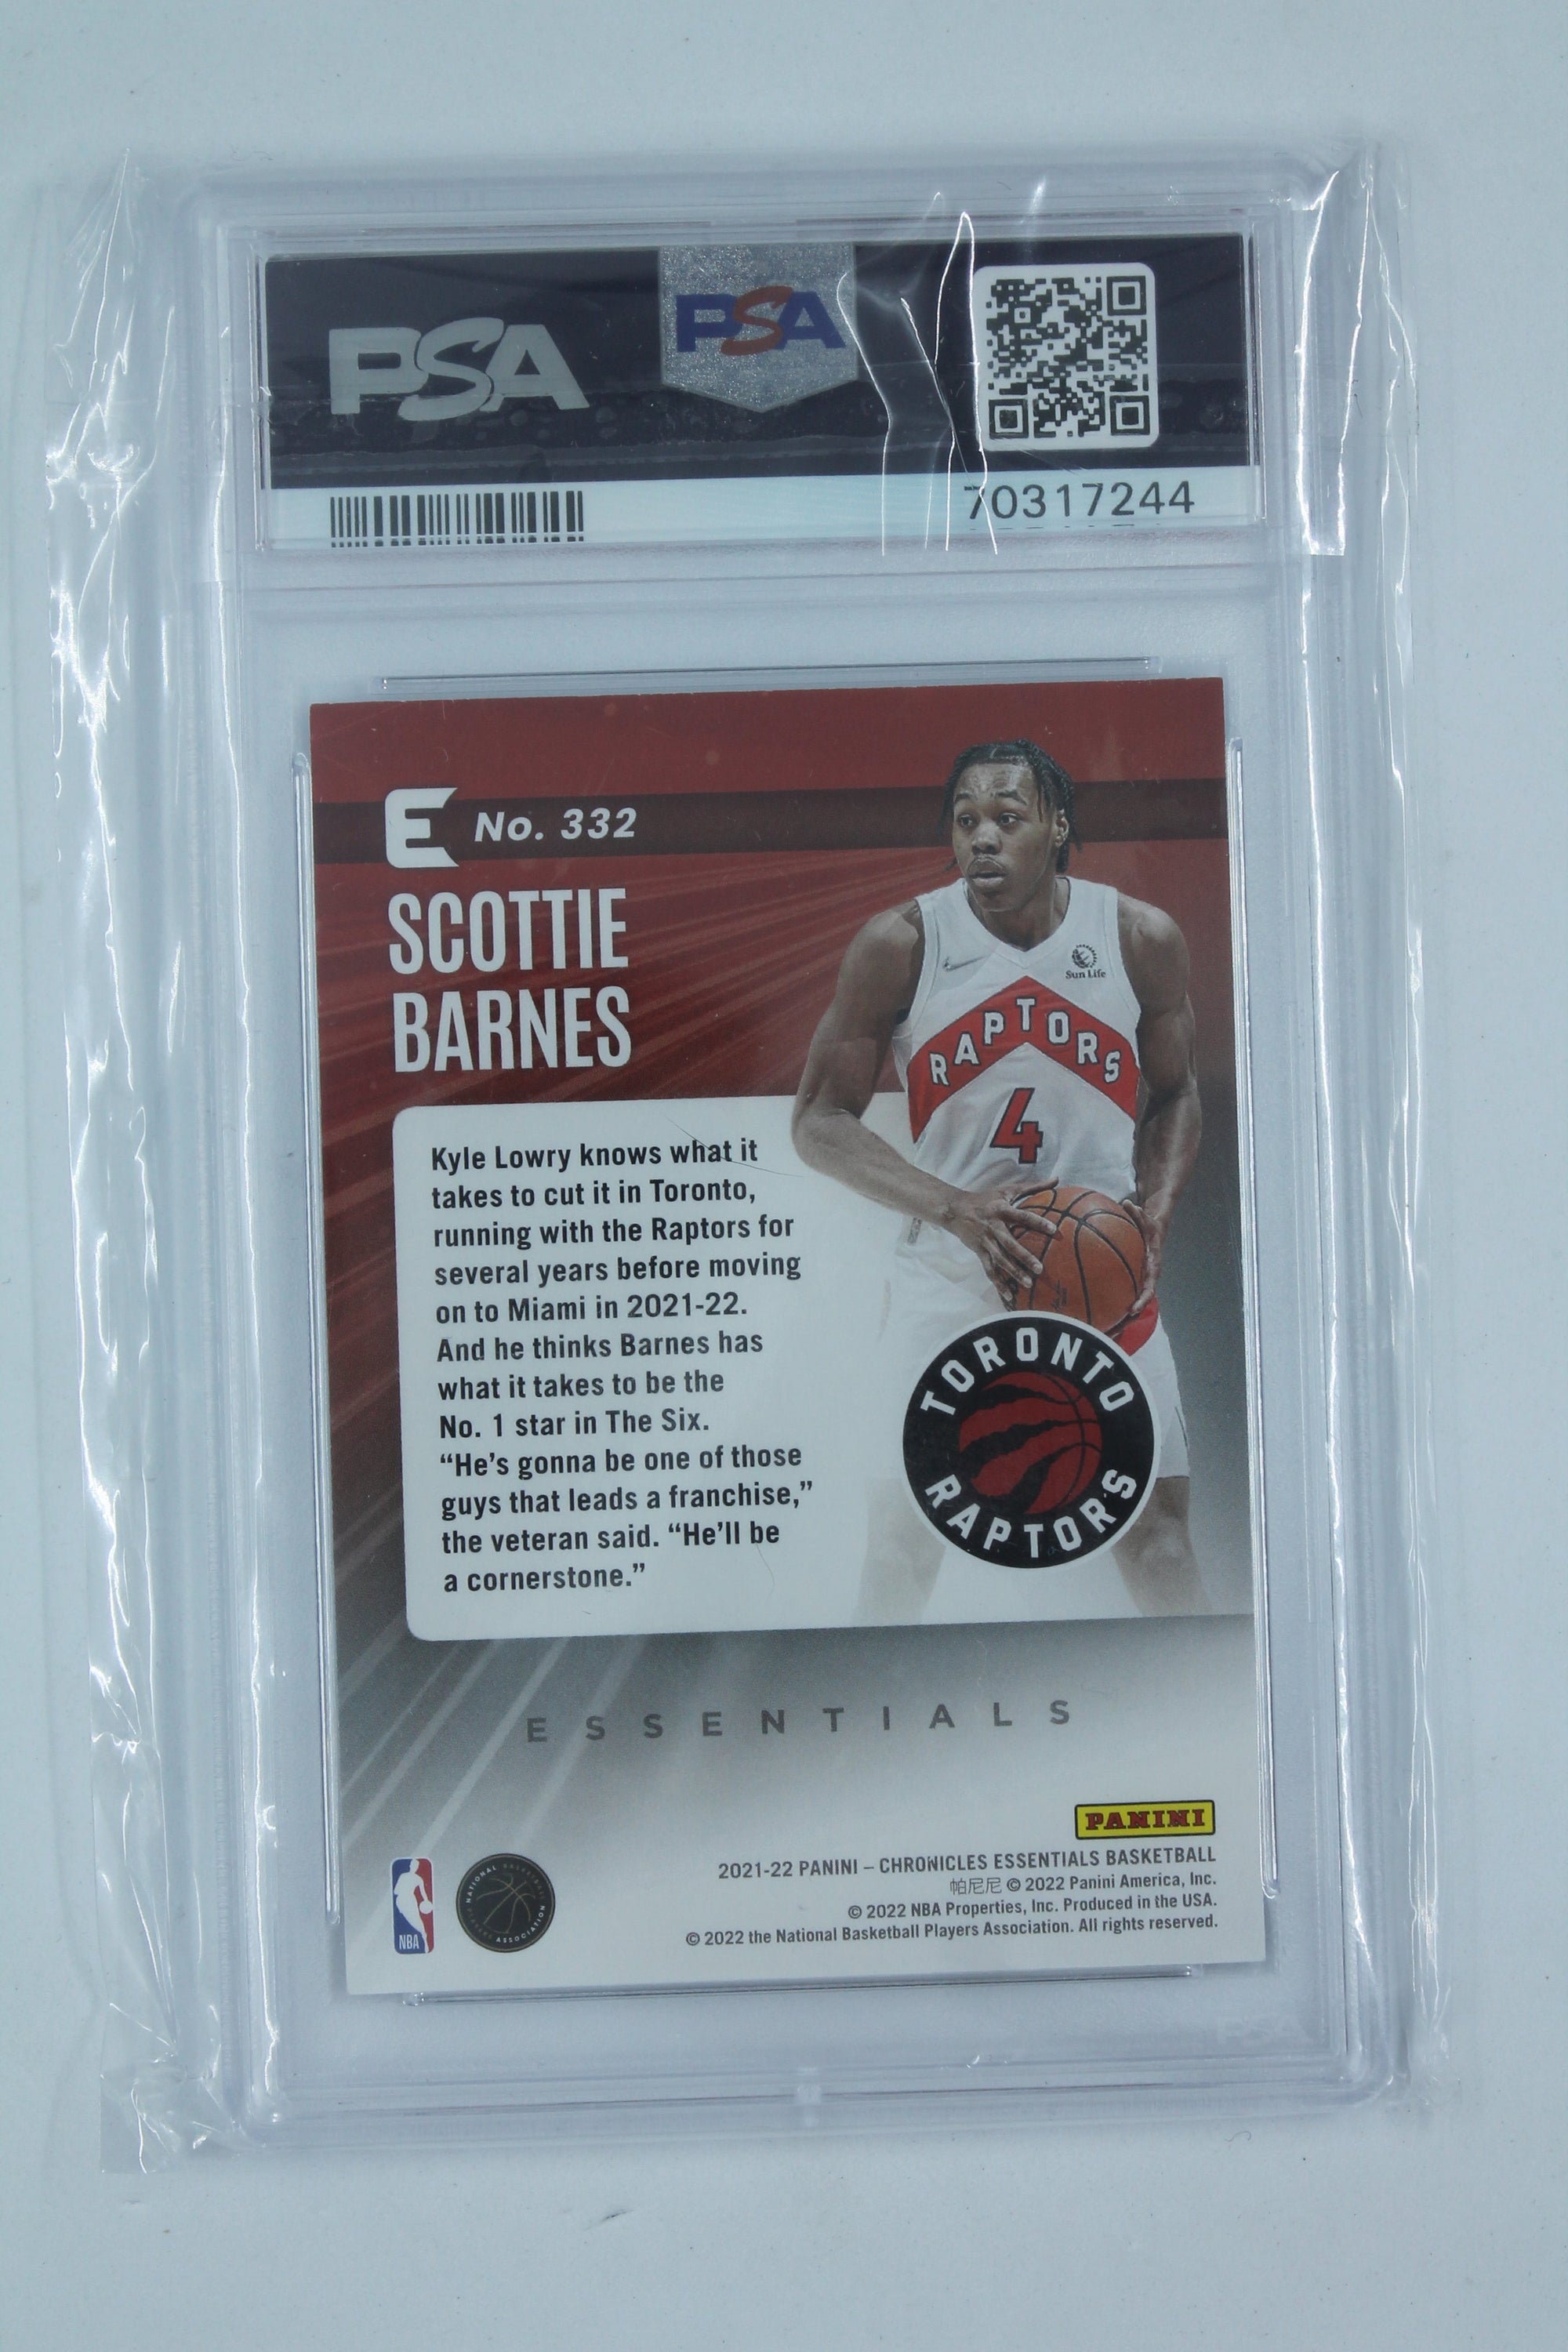 PSA
PSA
70317244
E No. 332
SCOTTIE
BARNES
Sun Life
RAPTORS
4
Kyle Lowry knows what it
takes to cut it in Toronto,
running with the Raptors for
several years before moving
on to Miami in 2021-22.
And he thinks Barnes has
what it takes to be the
No. 1 star in The Six.
“He’s gonna be one of those
guys that leads a franchise,”
the veteran said. “He’ll be
a cornerstone.”
TORONTO
RAPTORS
ESSENTIALS
PANINI
2021-22 PANINI – CHRONICLES ESSENTIALS BASKETBALL
帕尼尼 © 2022 Panini America, Inc.
© 2022 NBA Properties, Inc. Produced in the USA.
© 2022 the National Basketball Players Association. All rights reserved.
NBA
NATIONAL BASKETBALL
PLAYERS ASSOCIATION
PSA